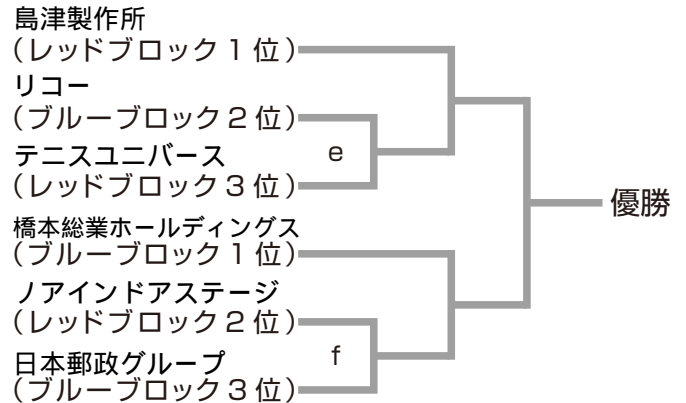 島津製作所
(レッドブロック1位)
リコー
(ブルーブロック2位)
テニスユニバース
e
(レッドブロック3位)
優勝
橋本総業ホールディングス
(ブルーブロック1位)
ノアインドアステージ
(レッドブロック2位)
f
日本郵政グループ
(ブルーブロック3位)